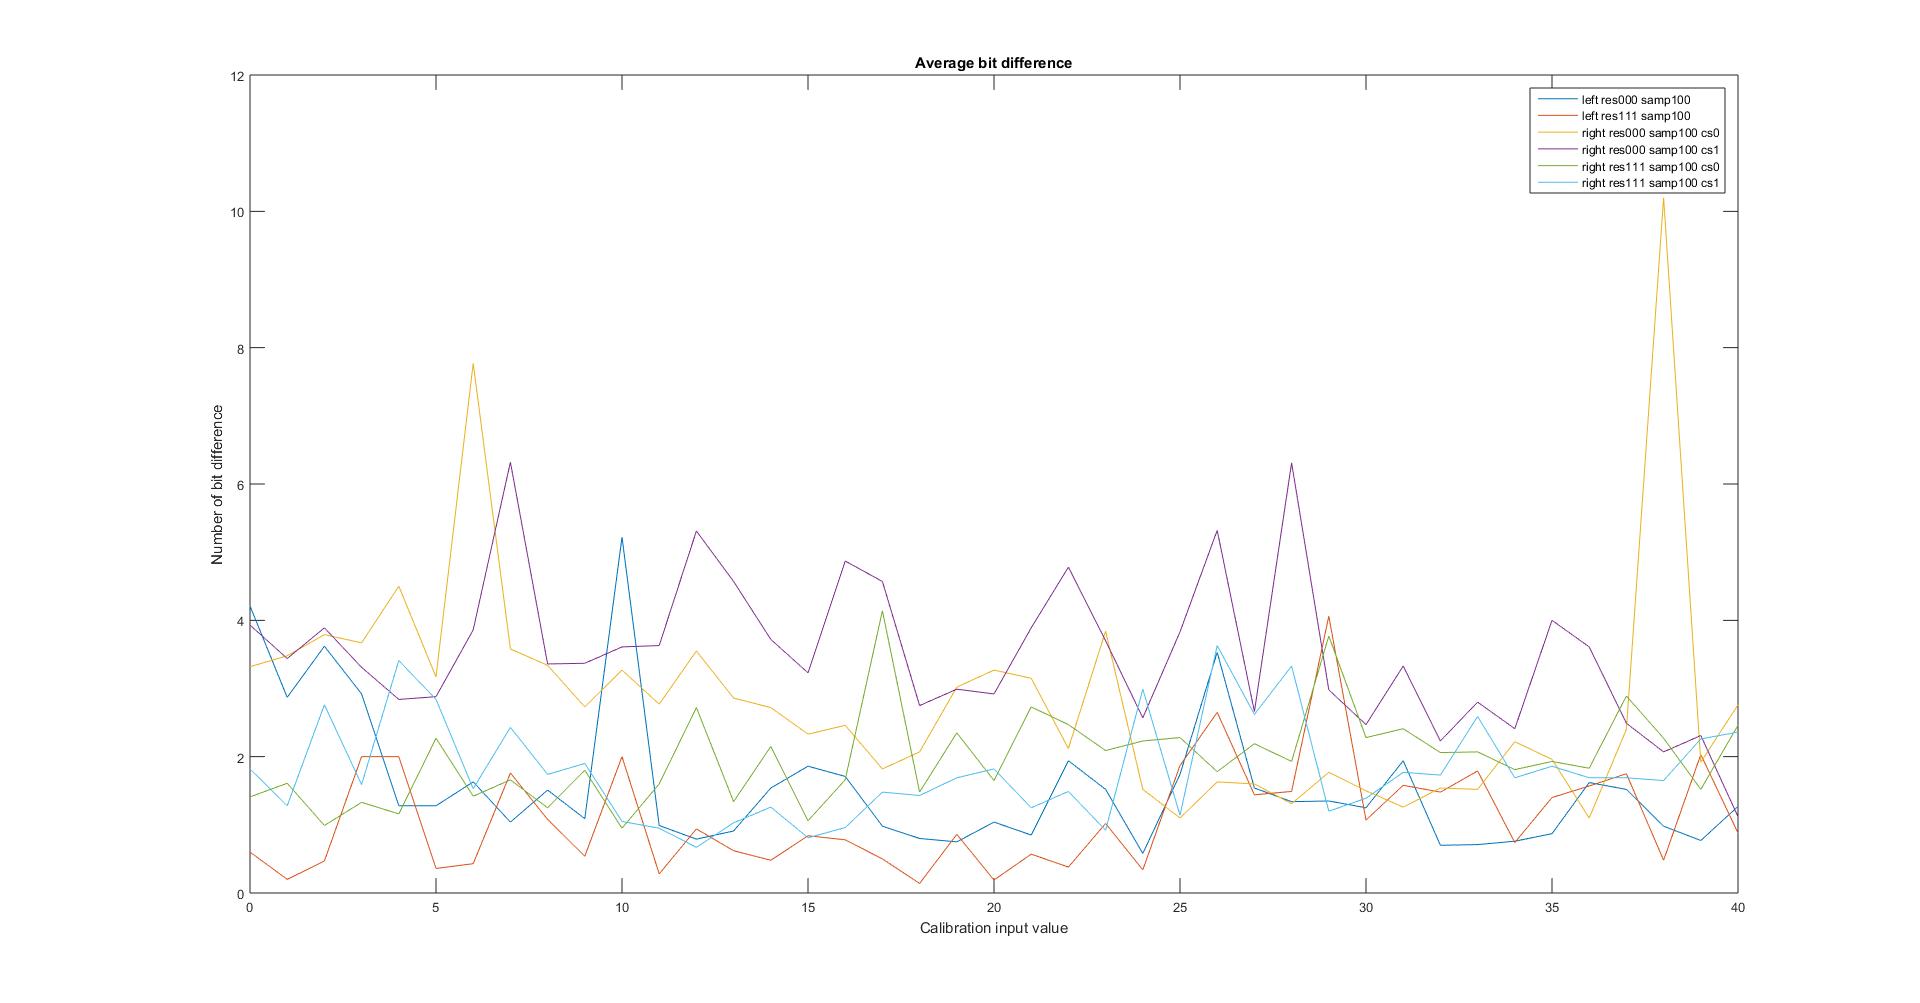 Average bit difference
12
10
8
6
4
2
0
Number of bit difference
left res000 samp100
left res111 samp100
right res000 samp100 cs0
right res000 samp100 cs1
right res111 samp100 cs0
right res111 samp100 cs1
0 5 10 15 20 25 30 35 40
Calibration input value